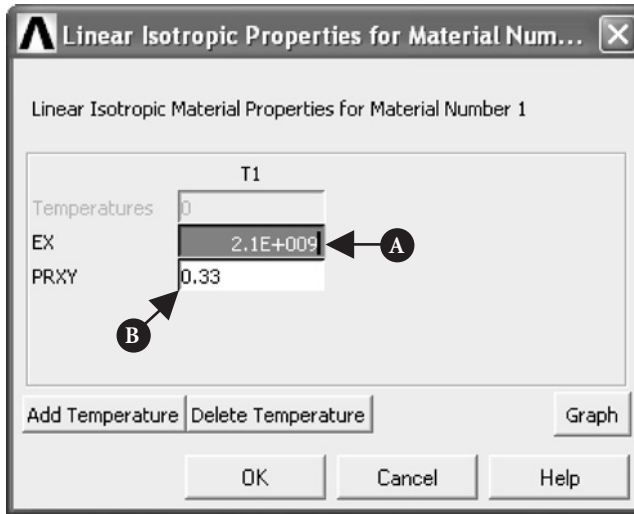 Linear Isotropic Properties for Material Num...
Linear Isotropic Material Properties for Material Number 1
T1
Temperatures 0
EX 2.1E+009 A
PRXY 0.33
B
Add Temperature Delete Temperature Graph
OK Cancel Help